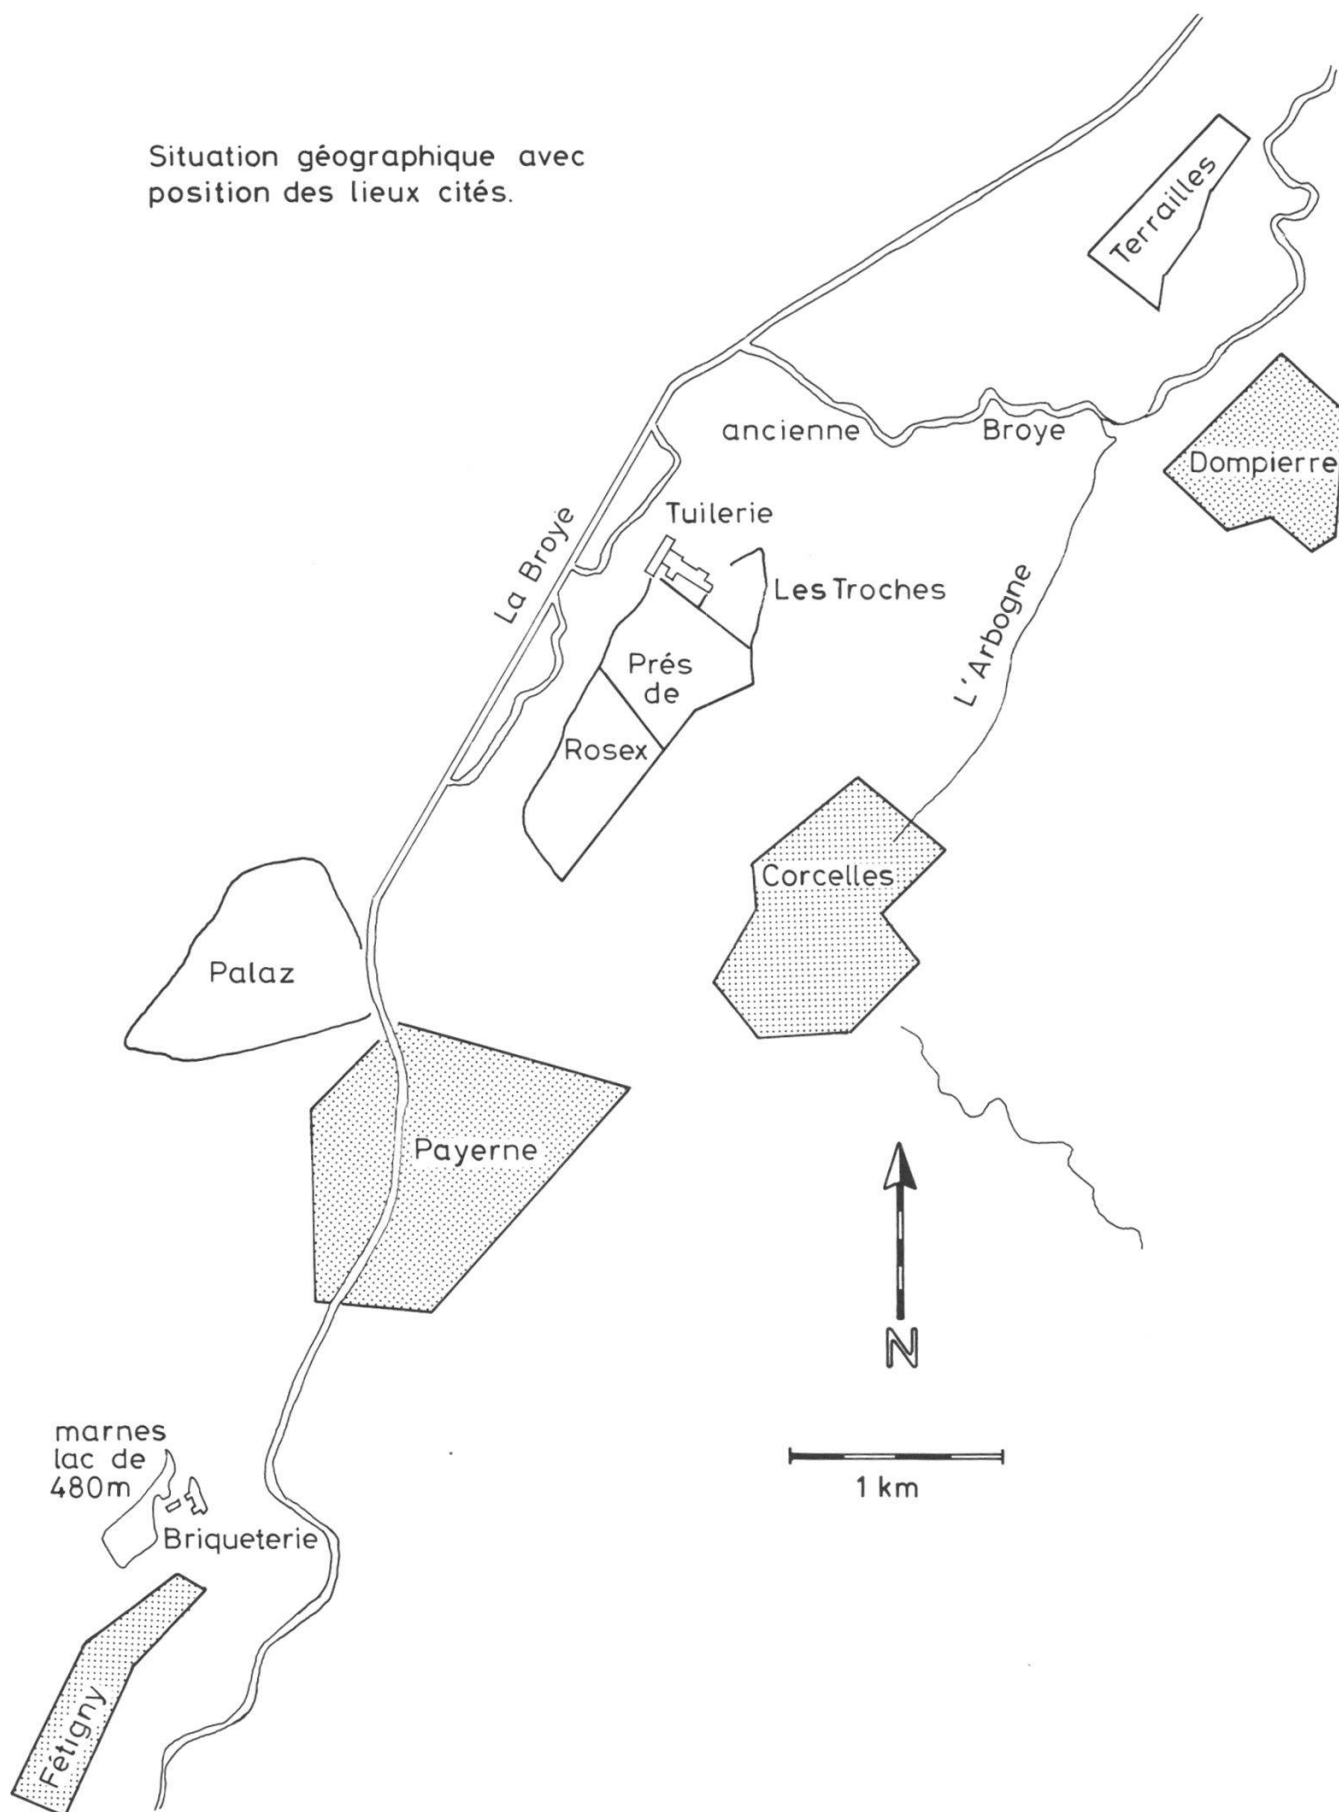 Situation géographique avec
position des lieux cités.
Terrailles
ancienne Broye
Dompierre
La Broye
Tuilerie
Les Troches
L'Arbogne
Prés
de
Rosex
Corcelles
Palaz
Payerne
N
marnes
lac de
480m
1 km
Briqueterie
Fétigny